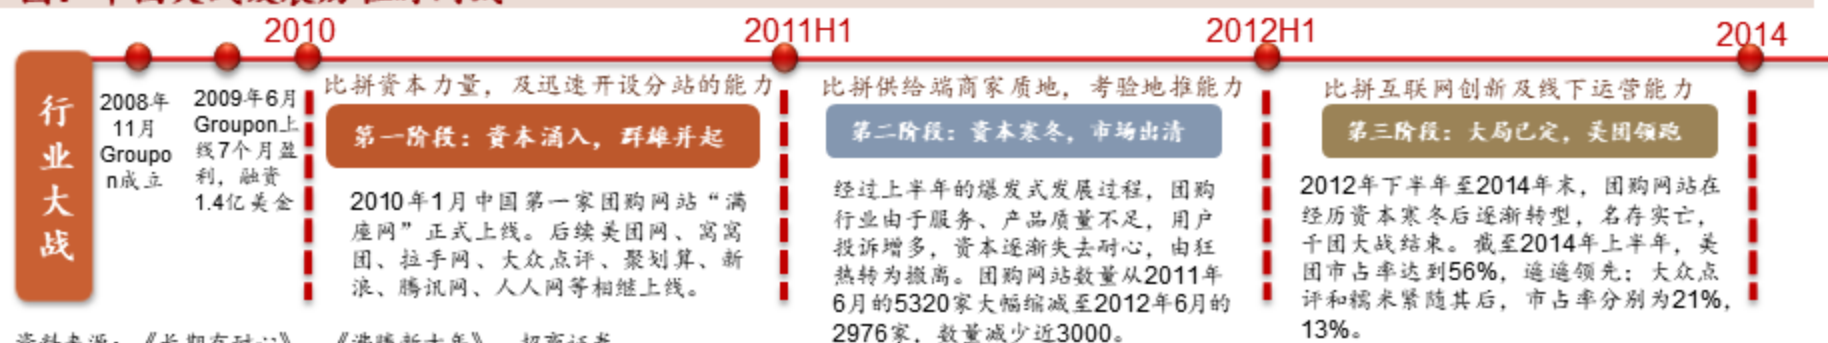 2010
2011H1
2012H1
2014
行
业
大
战
2008年
11月
Groupo
n成立
2009年6月
Groupon上
线7个月盈
利，融资
1.4亿美金
比拼资本力量，及迅速开设分站的能力
第一阶段：资本涌入，群雄并起
2010年1月中国第一家团购网站“满
座网”正式上线。后续美团网、窝窝
团、拉手网、大众点评、聚划算、新
浪、腾讯网、人人网等相继上线。
比拼供给端商家质地，考验地推能力
第二阶段：资本寒冬，市场出清
经过上半年的爆发式发展过程，团购
行业由于服务、产品质量不足，用户
投诉增多，资本逐渐失去耐心，由狂
热转为撤离。团购网站数量从2011年
6月的5320家大幅缩减至2012年6月的
2976家，数量减少近3000。
比拼互联网创新及线下运营能力
第三阶段：大局已定，美团领跑
2012年下半年至2014年末，团购网站在
经历资本寒冬后逐渐转型，名存实亡，
千团大战结束。截至2014年上半年，美
团市占率达到56%，遥遥领先；大众点
评和糯米紧随其后，市占率分别为21%，
13%。
资料来源：《长期有耐心》、《沸腾新十年》、招商证券